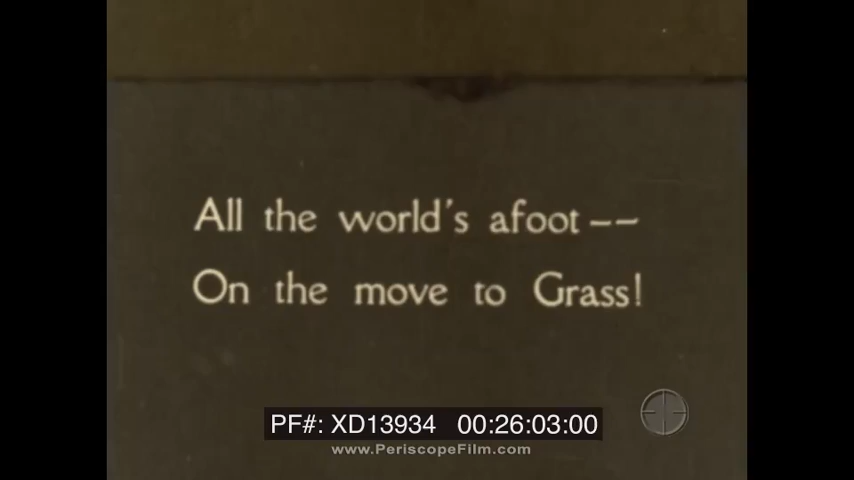 All the world's afoot --
On the move to Grass!
PF#: XD13934 00:26:03:00
www.PeriscopeFilm.com